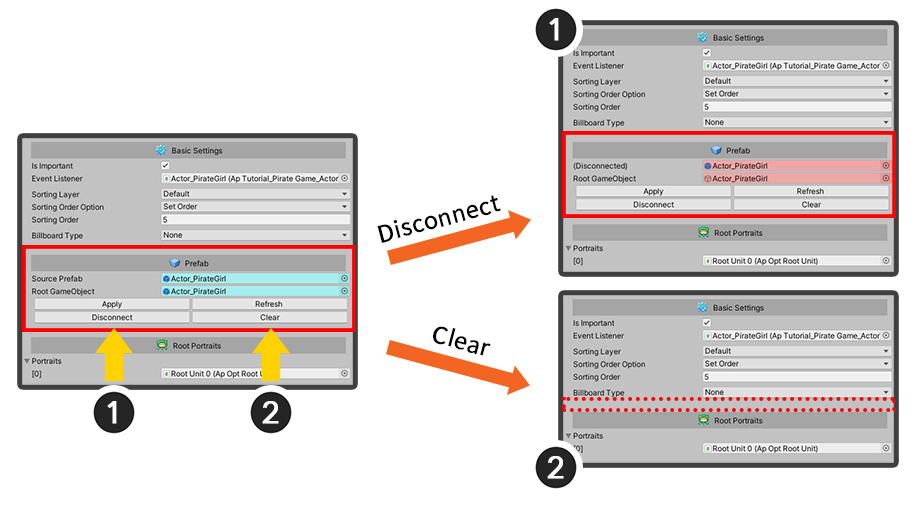 Basic Settings
Is Important
Event Listener Actor_PirateGirl (Ap Tutorial_Pirate Game_Actor
Sorting Layer Default
Sorting Order Option Set Order
Sorting Order 5
Billboard Type None
Prefab
Source Prefab Actor_PirateGirl
Root GameObject Actor_PirateGirl
Apply Refresh
Disconnect Clear
Root Portraits
Portraits
[0] Root Unit 0 (Ap Opt Root U
1 2
Disconnect
Clear
1
Basic Settings
Is Important
Event Listener Actor_PirateGirl (Ap Tutorial_Pirate Game_Actor
Sorting Layer Default
Sorting Order Option Set Order
Sorting Order 5
Billboard Type None
Prefab
(Disconnected) Actor_PirateGirl
Root GameObject Actor_PirateGirl
Apply Refresh
Disconnect Clear
Root Portraits
Portraits
[0] Root Unit 0 (Ap Opt Root Unit)
Basic Settings
Is Important
Event Listener Actor_PirateGirl (Ap Tutorial_Pirate Game_Actor
Sorting Layer Default
Sorting Order Option Set Order
Sorting Order 5
Billboard Type None
Root Portraits
Portraits
0] Root Unit 0 (Ap Opt Root Unit)
2